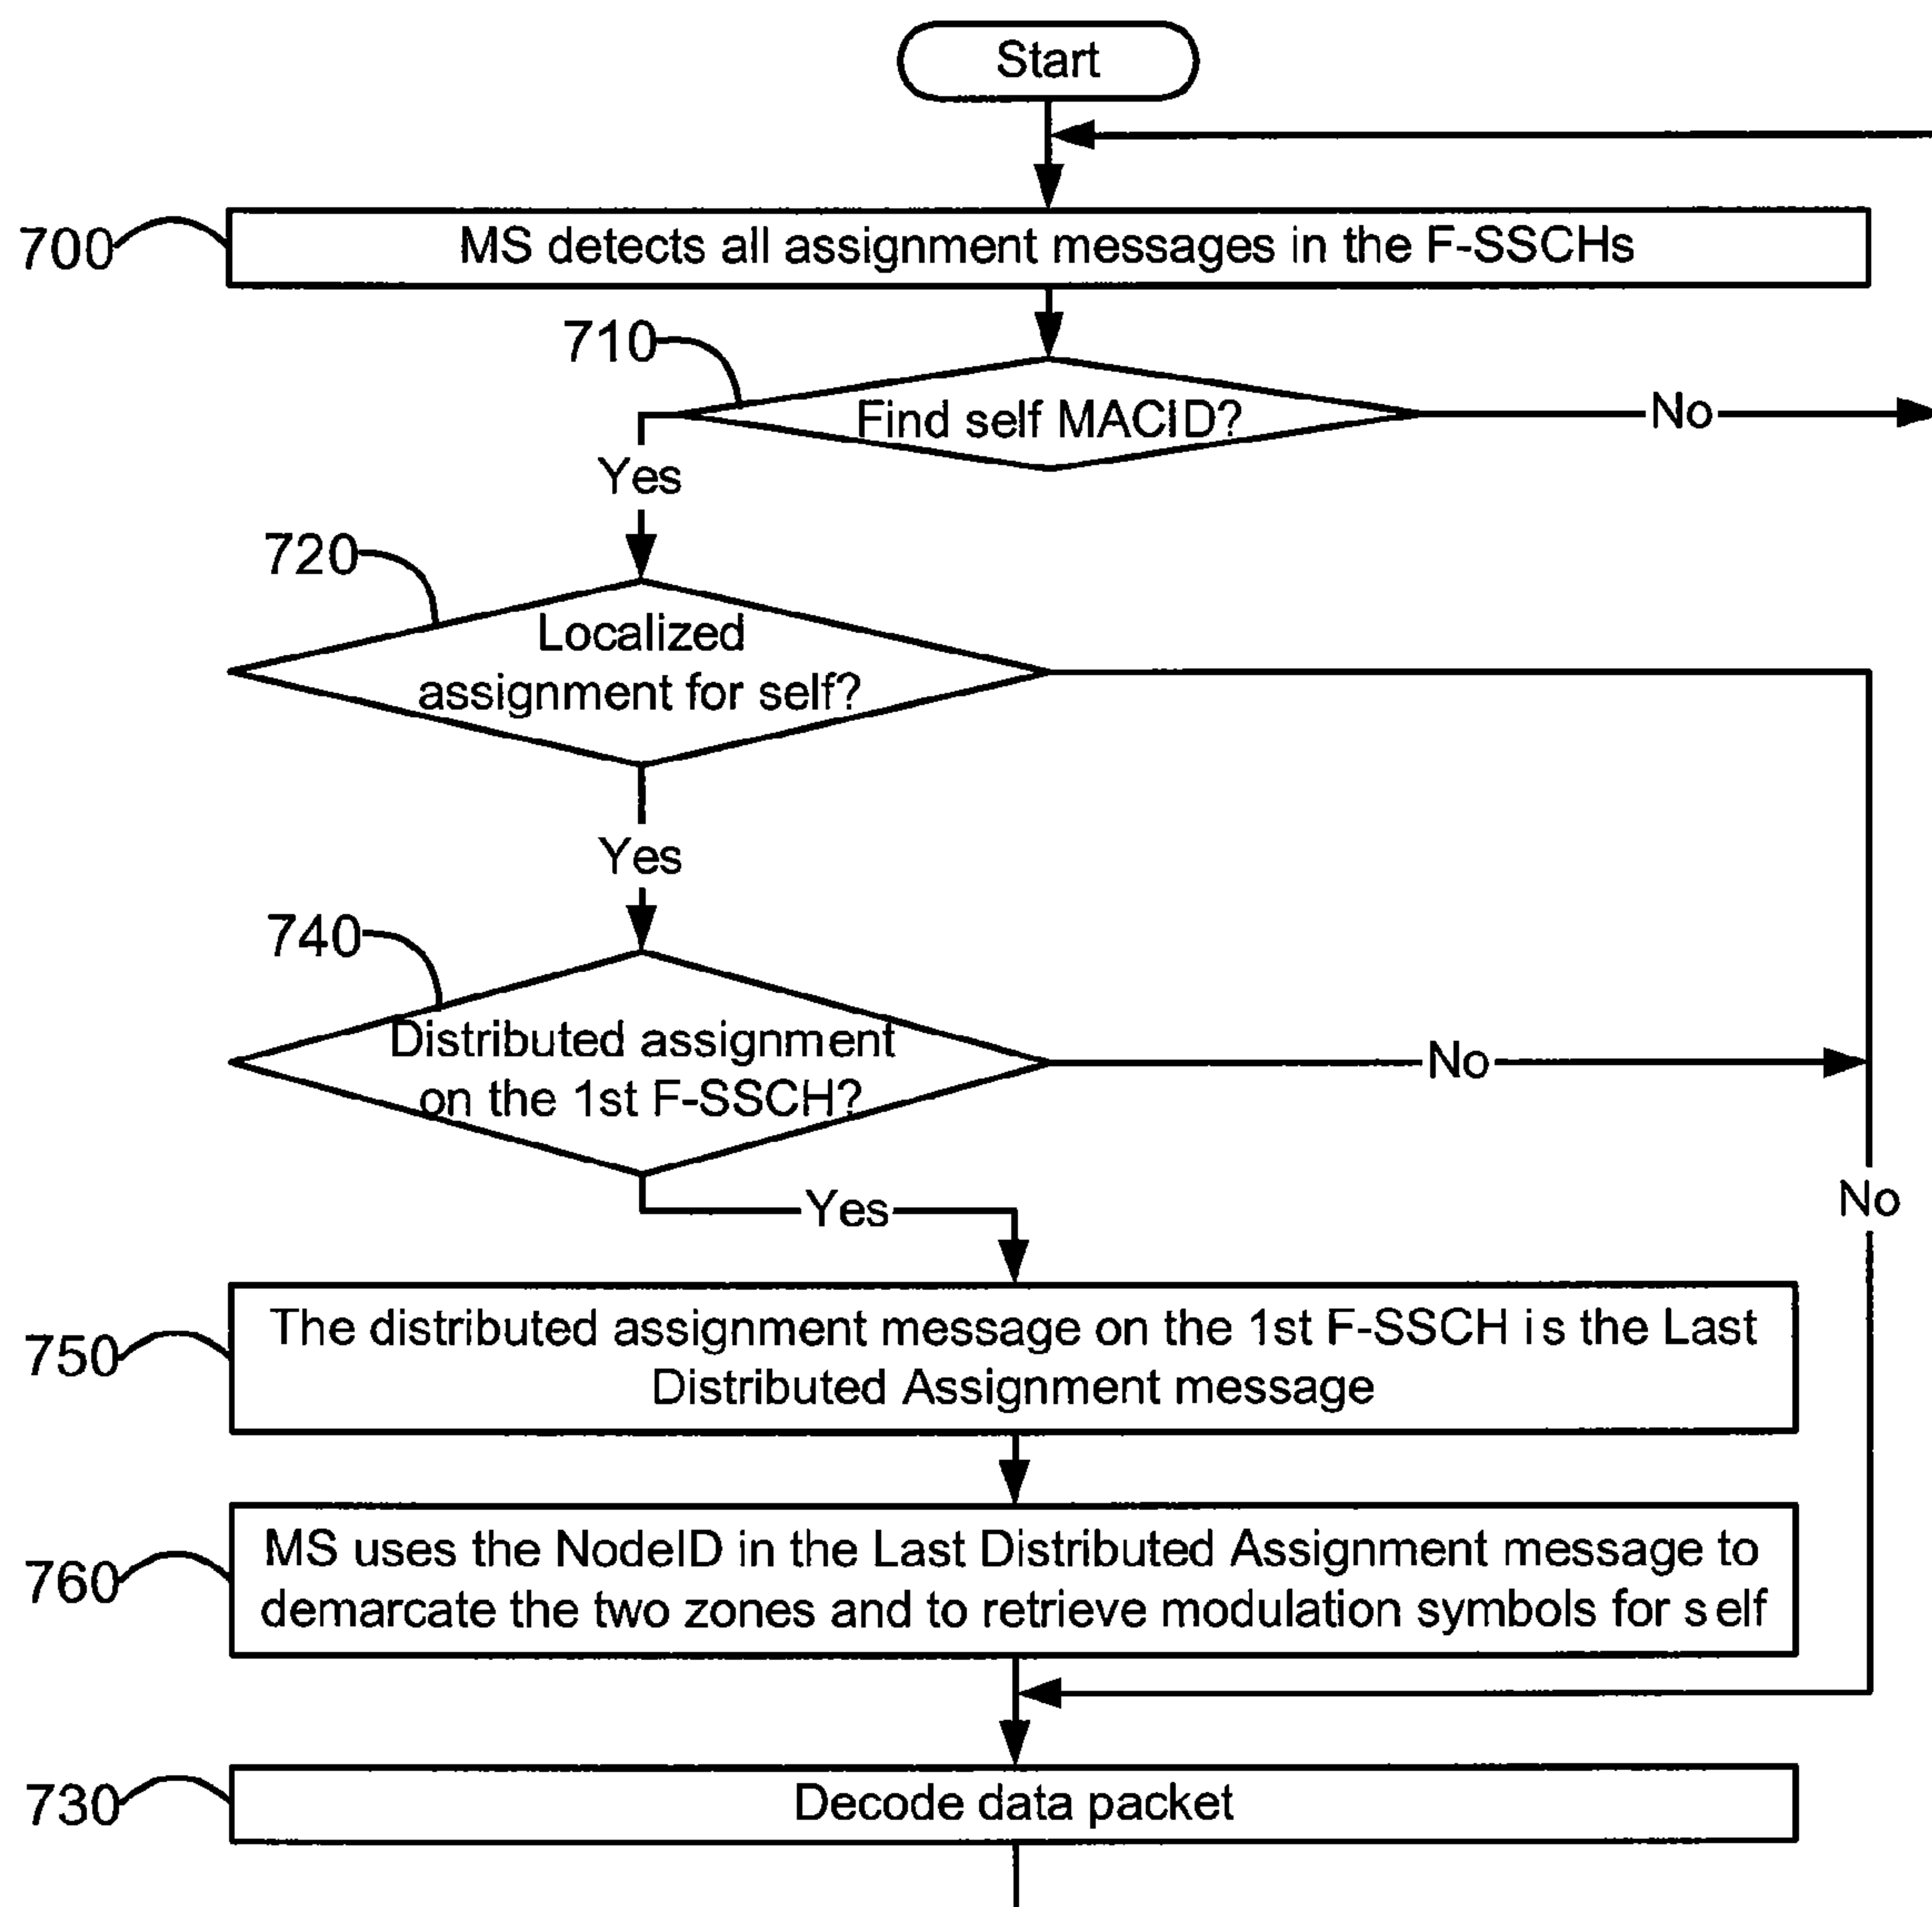 Start
700
MS detects all assignment messages in the F-SSCHs
710
Find self MACID?
No
Yes
720
Localized
assignment for self?
Yes
740
Distributed assignment
on the 1st F-SSCH?
No
No
Yes
750
The distributed assignment message on the 1st F-SSCH is the Last
Distributed Assignment message
760
MS uses the NodeID in the Last Distributed Assignment message to
demarcate the two zones and to retrieve modulation symbols for self
730
Decode data packet